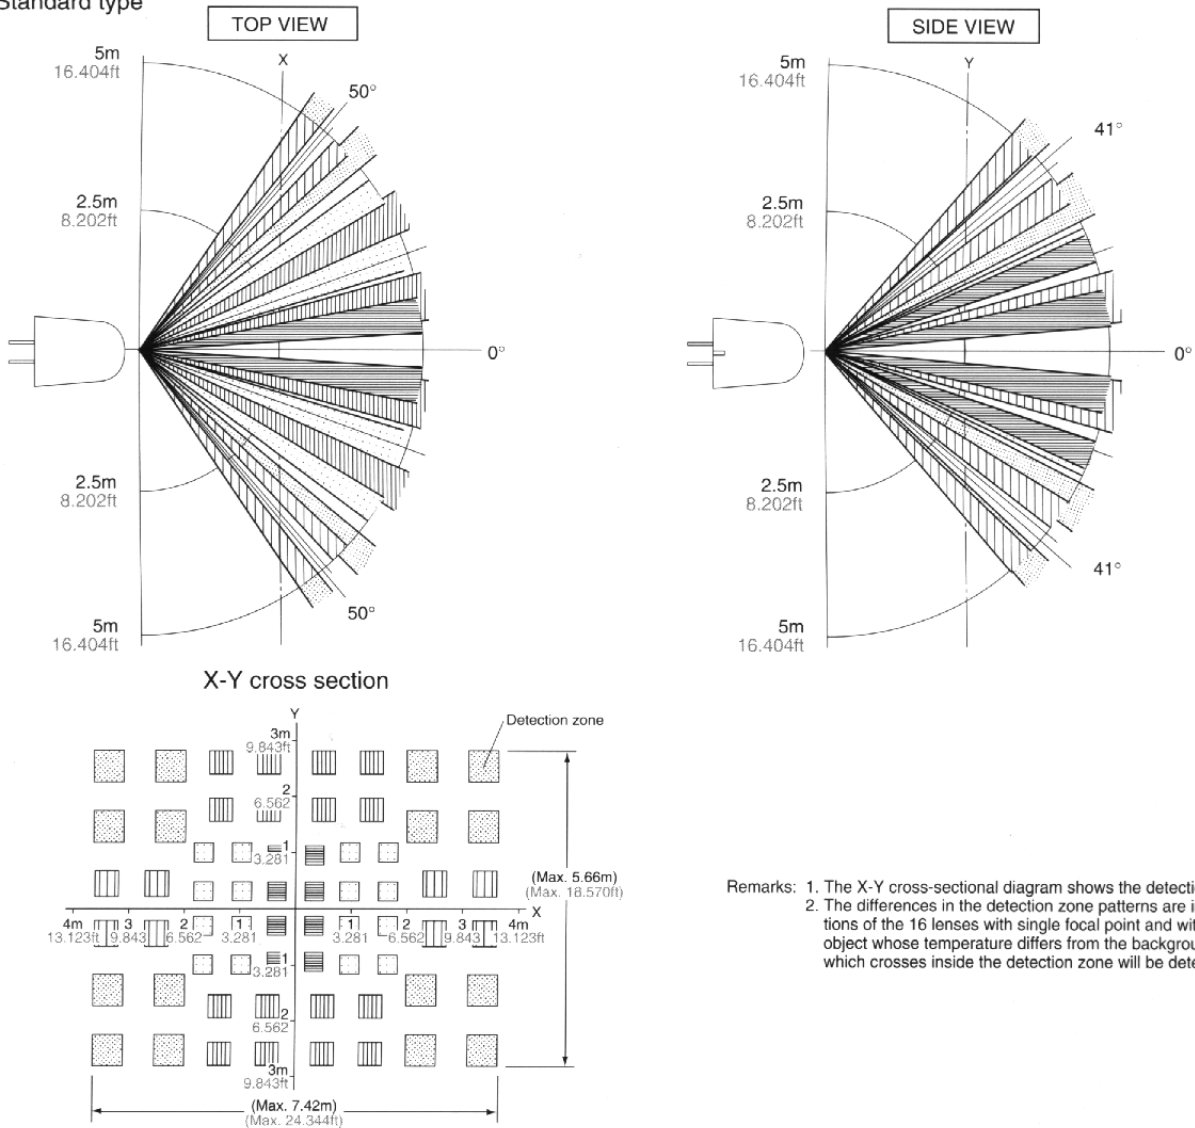 Standard type
TOP VIEW
X
5m
16.404ft
50°
2.5m
8.202ft
0°
2.5m
8.202ft
5m
16.404ft
50°
SIDE VIEW
Y
5m
16.404ft
41°
2.5m
8.202ft
0°
2.5m
8.202ft
41°
5m
16.404ft
X-Y cross section
Y
Detection zone
3m
9.843ft
2
6.562
1
3.281
(Max. 5.66m)
(Max. 18.570ft)
X
4m 3 2 1 1 2 3 4m
13.123ft 9.843 6.562 3.281 3.281 6.562 9.843 13.123ft
1
3.281
2
6.562
3m
9.843ft
(Max. 7.42m)
(Max. 24.344ft)
Remarks: 1. The X-Y cross-sectional diagram shows the detecti
2. The differences in the detection zone patterns are i
tions of the 16 lenses with single focal point and wi
object whose temperature differs from the backgrou
which crosses inside the detection zone will be dete